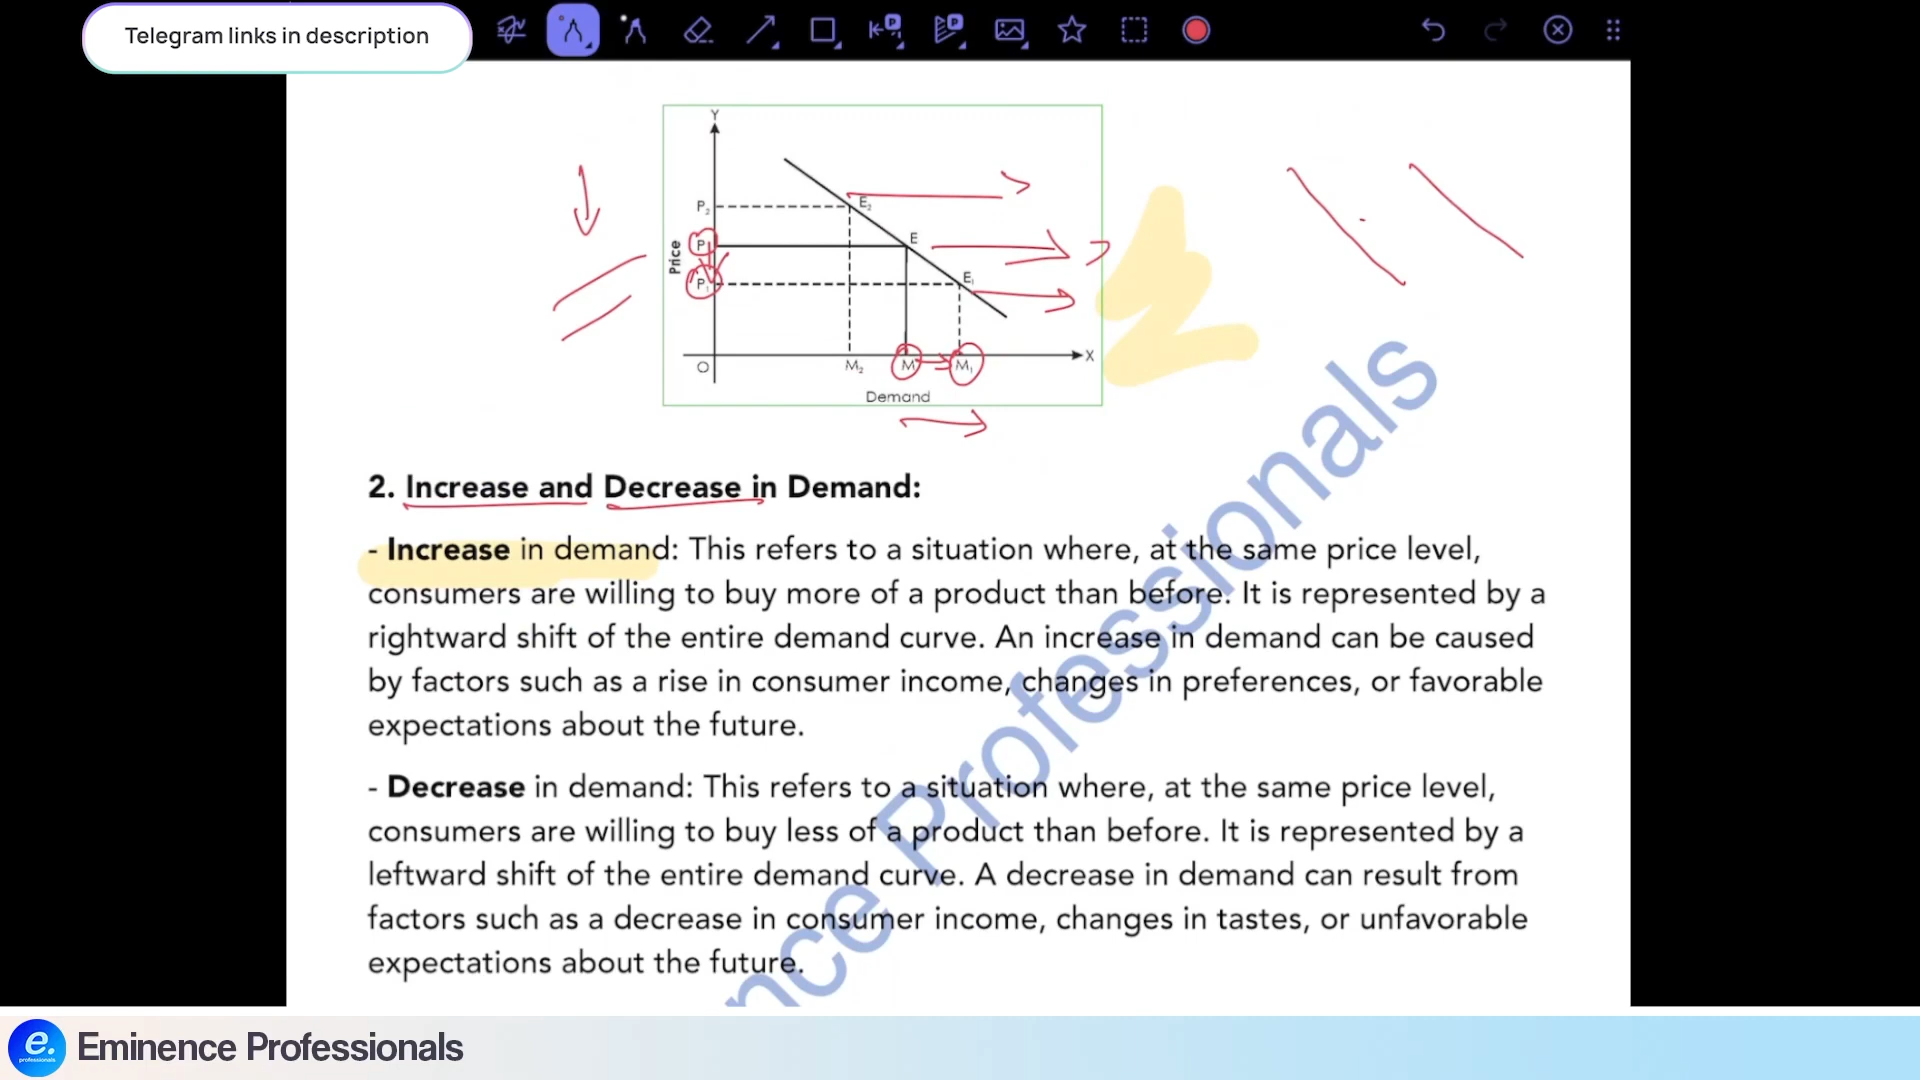 Telegram links in description
Y
P₂
E₂
Price
P
E
P₁
E₁
O
M₂
M
M₁
X
Demand
2. Increase and Decrease in Demand:
- Increase in demand: This refers to a situation where, at the same price level,
consumers are willing to buy more of a product than before. It is represented by a
rightward shift of the entire demand curve. An increase in demand can be caused
by factors such as a rise in consumer income, changes in preferences, or favorable
expectations about the future.
- Decrease in demand: This refers to a situation where, at the same price level,
consumers are willing to buy less of a product than before. It is represented by a
leftward shift of the entire demand curve. A decrease in demand can result from
factors such as a decrease in consumer income, changes in tastes, or unfavorable
expectations about the future.
nce Professionals
e.
professionals
Eminence Professionals